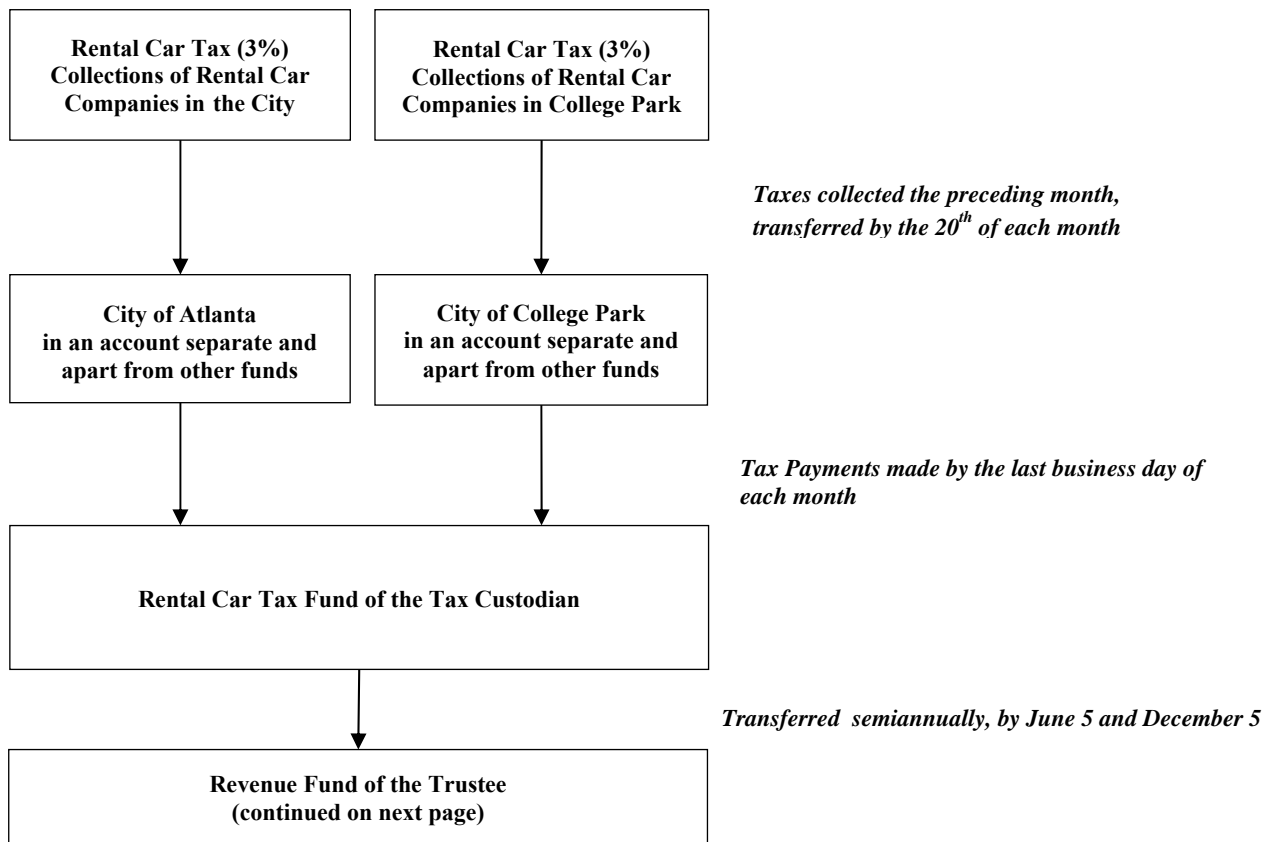 Rental Car Tax (3%)
Collections of Rental Car
Companies in the City
Rental Car Tax (3%)
Collections of Rental Car
Companies in College Park
Taxes collected the preceding month,
transferred by the 20th of each month
City of Atlanta
in an account separate and
apart from other funds
City of College Park
in an account separate and
apart from other funds
Tax Payments made by the last business day of
each month
Rental Car Tax Fund of the Tax Custodian
Transferred semiannually, by June 5 and December 5
Revenue Fund of the Trustee
(continued on next page)